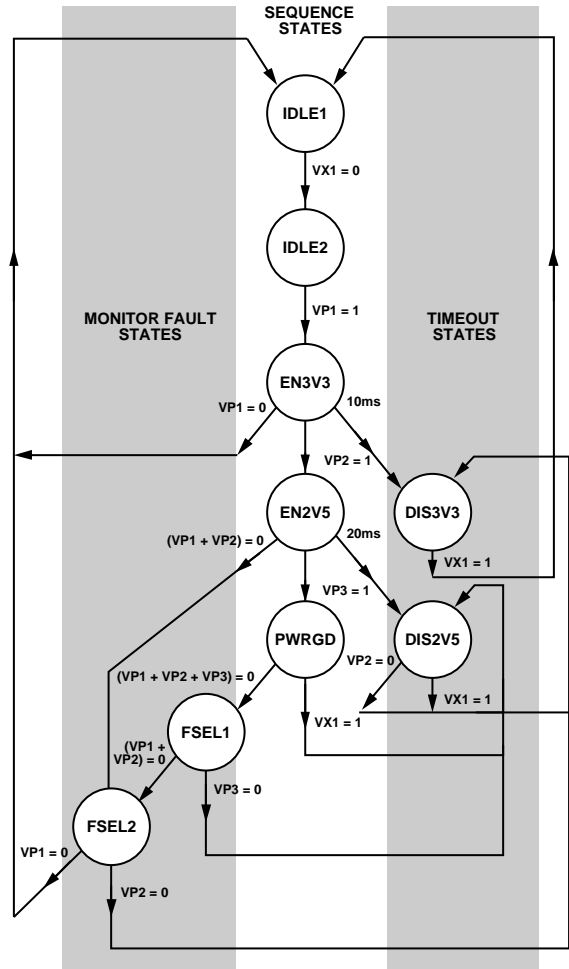 SEQUENCE
STATES
IDLE1
VX1 = 0
IDLE2
VP1 = 1
MONITOR FAULT
STATES
TIMEOUT
STATES
EN3V3
VP1 = 0
10ms
VP2 = 1
DIS3V3
EN2V5
(VP1 + VP2) = 0
20ms
VX1 = 1
VP3 = 1
PWRGD
DIS2V5
VP2 = 0
(VP1 + VP2 + VP3) = 0
VX1 = 1
VX1 = 1
FSEL1
(VP1 +
VP2) = 0
VP3 = 0
FSEL2
VP1 = 0
VP2 = 0